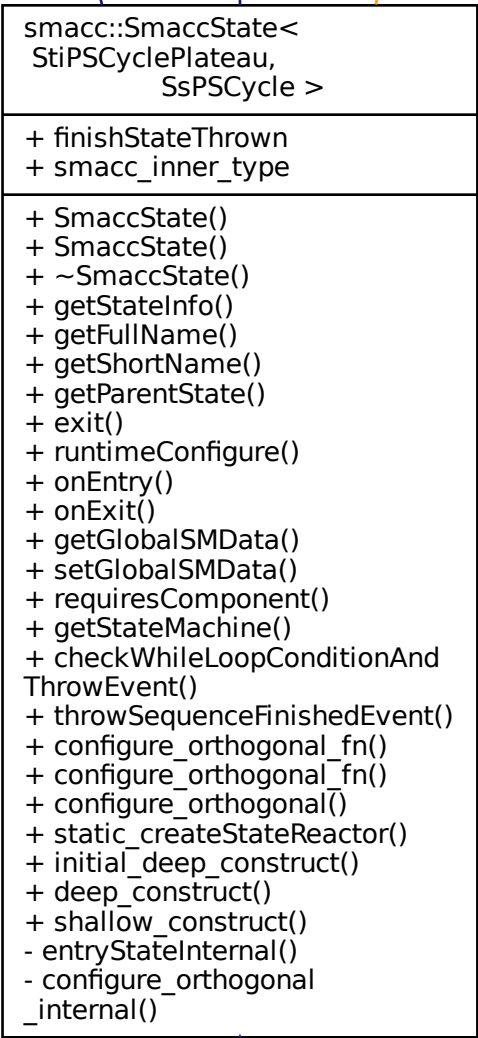 smacc::SmaccState<
StiPSCyclePlateau,
SsPSCycle >
+ finishStateThrown
+ smacc_inner_type
+ SmaccState()
+ SmaccState()
+ ~SmaccState()
+ getStateInfo()
+ getFullName()
+ getShortName()
+ getParentState()
+ exit()
+ runtimeConfigure()
+ onEntry()
+ onExit()
+ getGlobalSMData()
+ setGlobalSMData()
+ requiresComponent()
+ getStateMachine()
+ checkWhileLoopConditionAnd
ThrowEvent()
+ throwSequenceFinishedEvent()
+ configure_orthogonal_fn()
+ configure_orthogonal_fn()
+ configure_orthogonal()
+ static_createStateReactor()
+ initial_deep_construct()
+ deep_construct()
+ shallow_construct()
- entryStateInternal()
- configure_orthogonal
_internal()